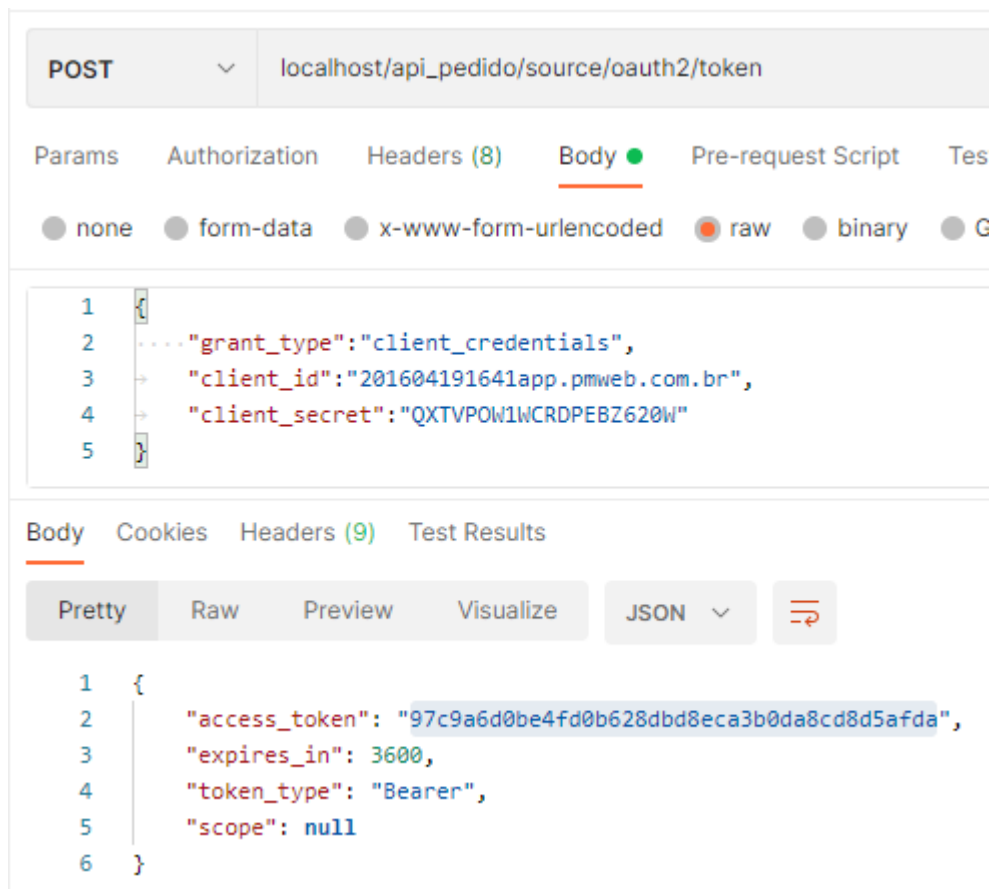 POST localhost/api_pedido/source/oauth2/token
Params Authorization Headers (8) Body Pre-request Script Tes
none form-data x-www-form-urlencoded raw binary G
1 {
2 "grant_type":"client_credentials",
3 "client_id":"201604191641app.pmweb.com.br",
4 "client_secret":"QXTVPOW1WCRDPEBZ620W"
5 }
Body Cookies Headers (9) Test Results
Pretty Raw Preview Visualize JSON
1 {
2 "access_token": "97c9a6d0be4fd0b628dbd8eca3b0da8cd8d5afda",
3 "expires_in": 3600,
4 "token_type": "Bearer",
5 "scope": null
6 }